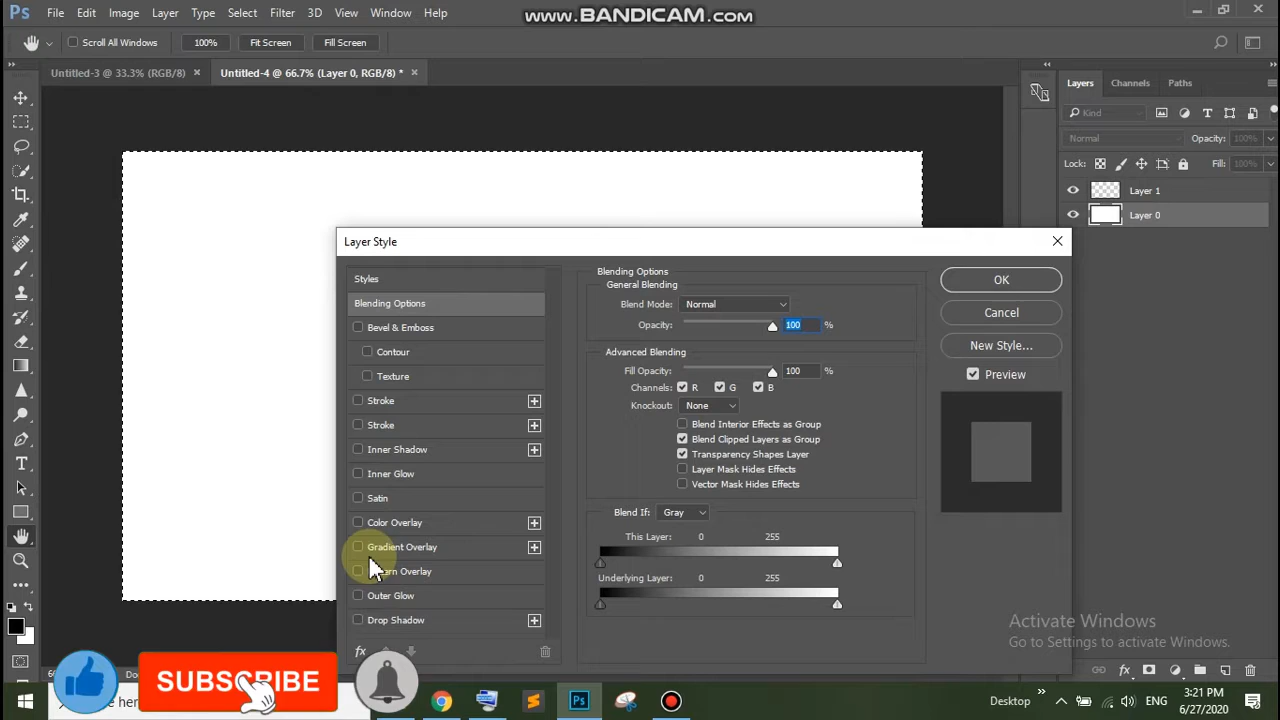 Ps File Edit Image Layer Type Select Filter 3D View Window Help
www.BANDICAM.com
Scroll All Windows 100% Fit Screen Fill Screen
Untitled-3 @ 33.3% (RGB/8) × Untitled-4 @ 66.7% (Layer 0, RGB/8) * ×
Layers Channels Paths
Kind
Normal Opacity: 100%
Lock: Fill: 100%
Layer 1
Layer 0
Layer Style
Styles
Blending Options
Bevel & Emboss
Contour
Texture
Stroke
Stroke
Inner Shadow
Inner Glow
Satin
Color Overlay
Gradient Overlay
Overlay
Outer Glow
Drop Shadow
fx
Blending Options
General Blending
Blend Mode: Normal
Opacity: 100 %
Advanced Blending
Fill Opacity: 100 %
Channels: R G B
Knockout: None
Blend Interior Effects as Group
Blend Clipped Layers as Group
Transparency Shapes Layer
Layer Mask Hides Effects
Vector Mask Hides Effects
Blend If: Gray
This Layer: 0 255
Underlying Layer: 0 255
OK
Cancel
New Style...
Preview
Activate Windows
Go to Settings to activate Windows.
fx
SUBSCRIBE
Ps
Desktop
ENG
3:21 PM
6/27/2020